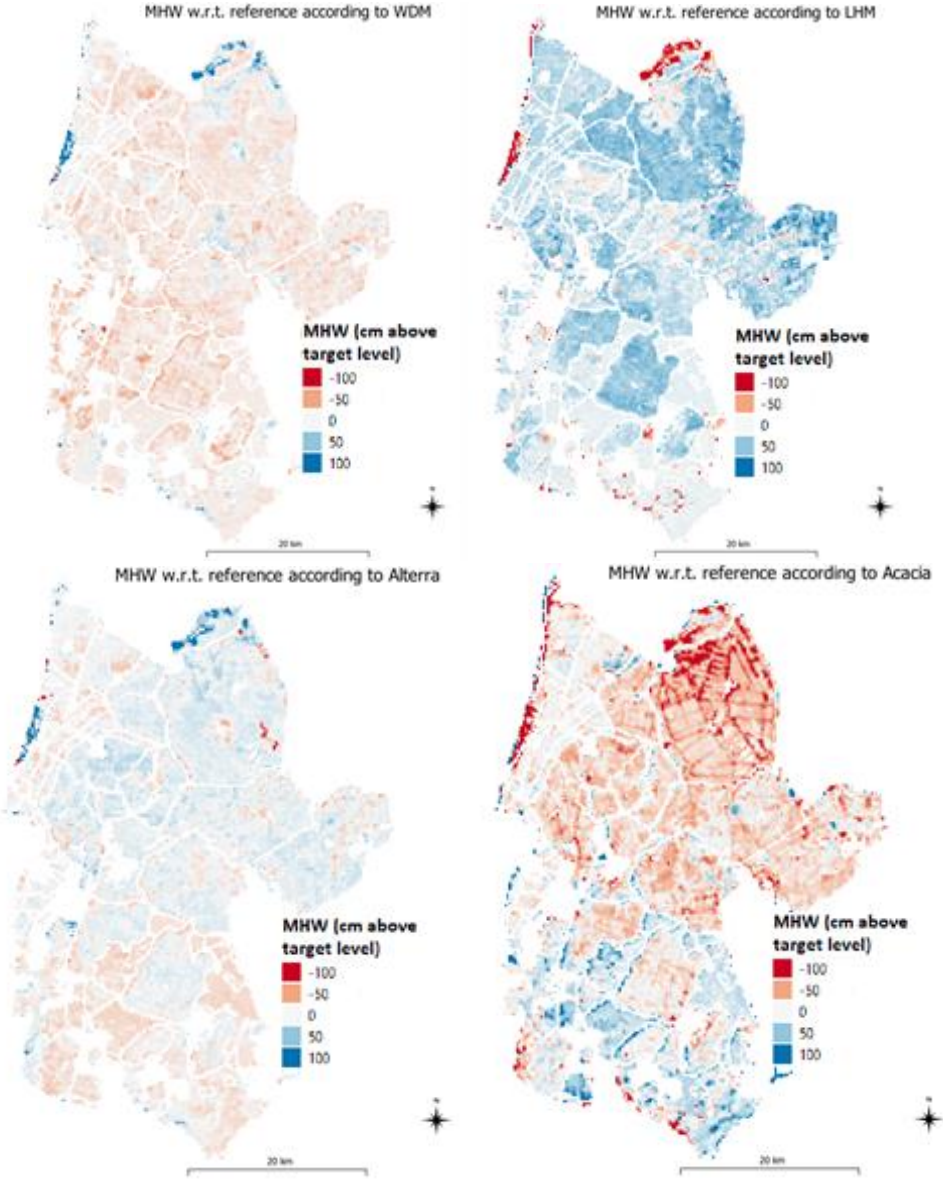 MHW w.r.t. reference according to WDM
MHW (cm above
target level)
-100
-50
0
50
100
N
20 km
MHW w.r.t. reference according to LHM
MHW (cm above
target level)
-100
-50
0
50
100
N
20 km
MHW w.r.t. reference according to Alterra
MHW (cm above
target level)
-100
-50
0
50
100
N
20 km
MHW w.r.t. reference according to Acacia
MHW (cm above
target level)
-100
-50
0
50
100
N
20 km